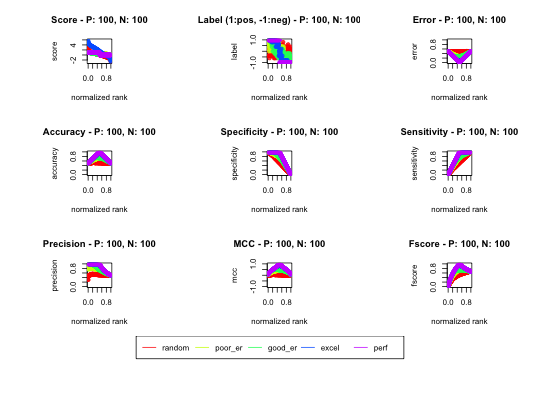 Score - P: 100, N: 100
Label (1:pos, -1:neg) - P: 100, N: 100
Error - P: 100, N: 100
score
-2 4
0.0 0.8
normalized rank
label
-1.0 1.0
0.0 0.8
normalized rank
error
0.0 0.8
0.0 0.8
normalized rank
Accuracy - P: 100, N: 100
Specificity - P: 100, N: 100
Sensitivity - P: 100, N: 100
accuracy
0.0 0.8
0.0 0.8
normalized rank
specificity
0.0 0.8
0.0 0.8
normalized rank
sensitivity
0.0 0.8
0.0 0.8
normalized rank
Precision - P: 100, N: 100
MCC - P: 100, N: 100
Fscore - P: 100, N: 100
precision
0.0 0.8
0.0 0.8
normalized rank
mcc
-1.0 1.0
0.0 0.8
normalized rank
fscore
0.0 0.8
0.0 0.8
normalized rank
random poor_er good_er excel perf